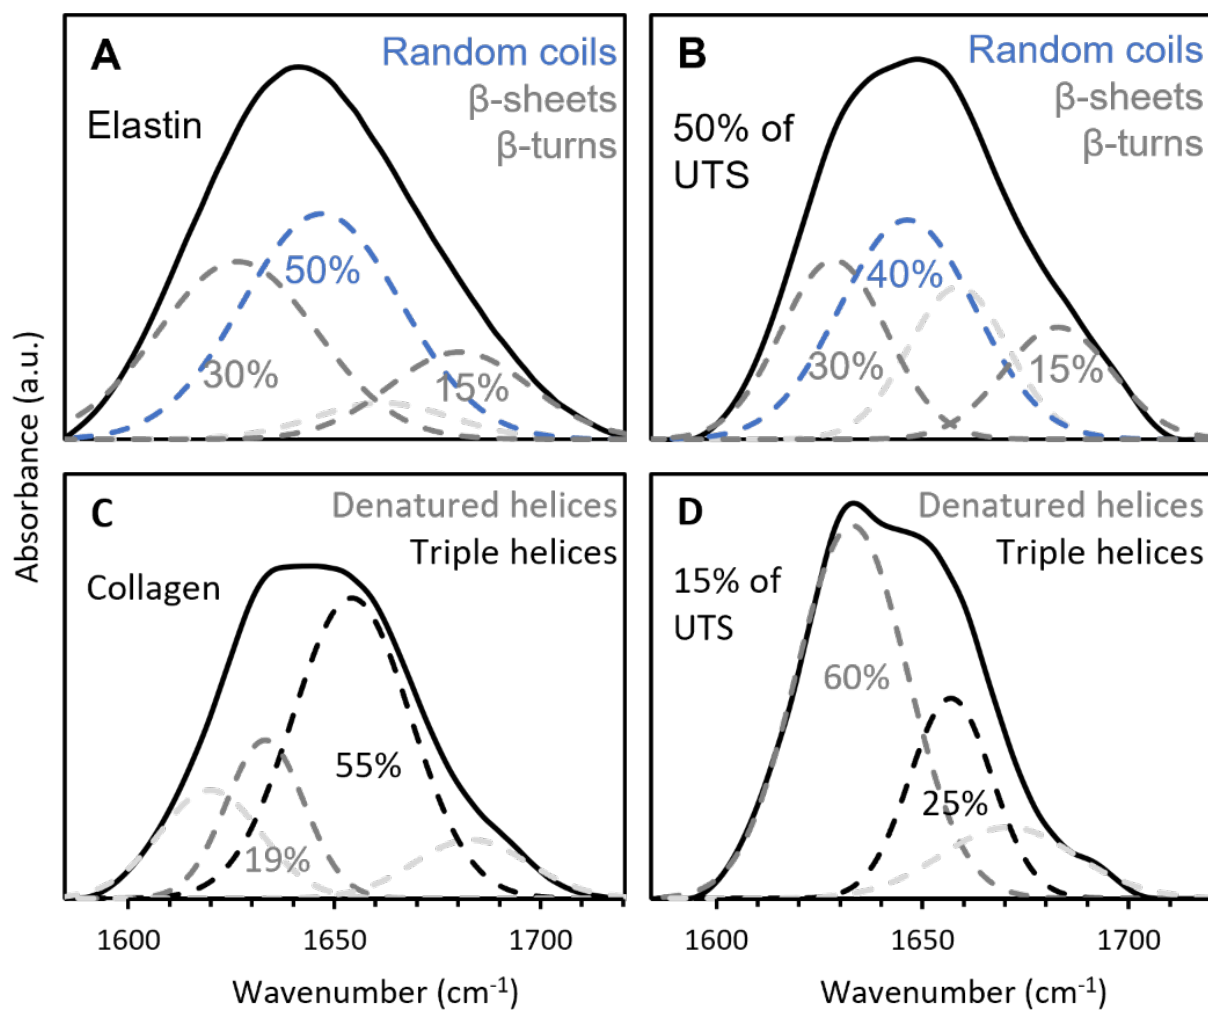 A
Elastin
Random coils
β-sheets
β-turns
50%
30%
15%
B
50% of
UTS
Random coils
β-sheets
β-turns
40%
30%
15%
Absorbance (a.u.)
C
Collagen
Denatured helices
Triple helices
55%
19%
D
15% of
UTS
Denatured helices
Triple helices
60%
25%
1600 1650 1700
1600 1650 1700
Wavenumber (cm⁻¹)
Wavenumber (cm⁻¹)